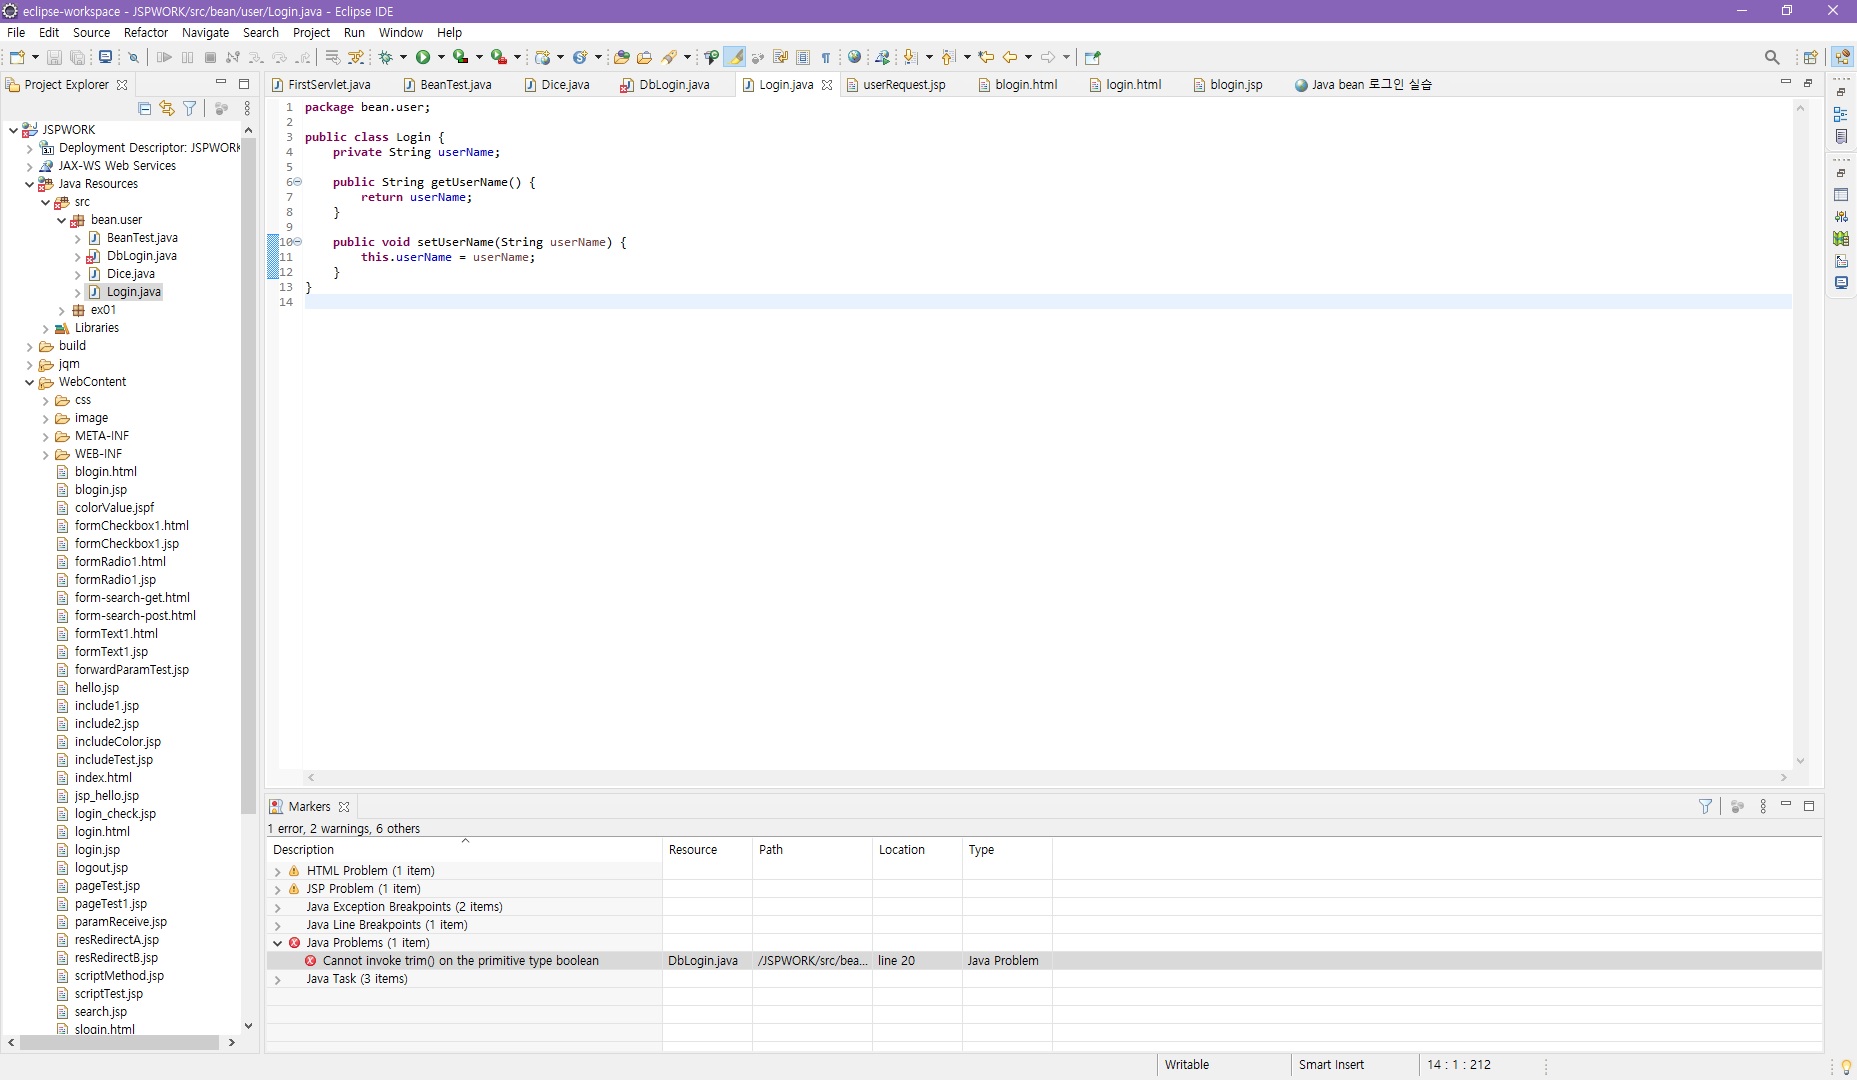 eclipse-workspace - JSPWORK/src/bean/user/Login.java - Eclipse IDE
File Edit Source Refactor Navigate Search Project Run Window Help
Project Explorer
FirstServlet.java BeanTest.java Dice.java DbLogin.java Login.java userRequest.jsp blogin.html login.html blogin.jsp Java bean 로그인 실습
JSPWORK
Deployment Descriptor: JSPWORK
JAX-WS Web Services
Java Resources
src
bean.user
BeanTest.java
DbLogin.java
Dice.java
Login.java
ex01
Libraries
build
jqm
WebContent
css
image
META-INF
WEB-INF
blogin.html
blogin.jsp
colorValue.jspf
formCheckbox1.html
formCheckbox1.jsp
formRadio1.html
formRadio1.jsp
form-search-get.html
form-search-post.html
formText1.html
formText1.jsp
forwardParamTest.jsp
hello.jsp
include1.jsp
include2.jsp
includeColor.jsp
includeTest.jsp
index.html
jsp_hello.jsp
login_check.jsp
login.html
login.jsp
logout.jsp
pageTest.jsp
pageTest1.jsp
paramReceive.jsp
resRedirectA.jsp
resRedirectB.jsp
scriptMethod.jsp
scriptTest.jsp
search.jsp
slogin.html
1 package bean.user;
2
3 public class Login {
4 private String userName;
5
6 public String getUserName() {
7 return userName;
8 }
9
10 public void setUserName(String userName) {
11 this.userName = userName;
12 }
13 }
14
Markers
1 error, 2 warnings, 6 others
Description Resource Path Location Type
HTML Problem (1 item)
JSP Problem (1 item)
Java Exception Breakpoints (2 items)
Java Line Breakpoints (1 item)
Java Problems (1 item)
Cannot invoke trim() on the primitive type boolean DbLogin.java /JSPWORK/src/bea... line 20 Java Problem
Java Task (3 items)
Writable Smart Insert 14 : 1 : 212